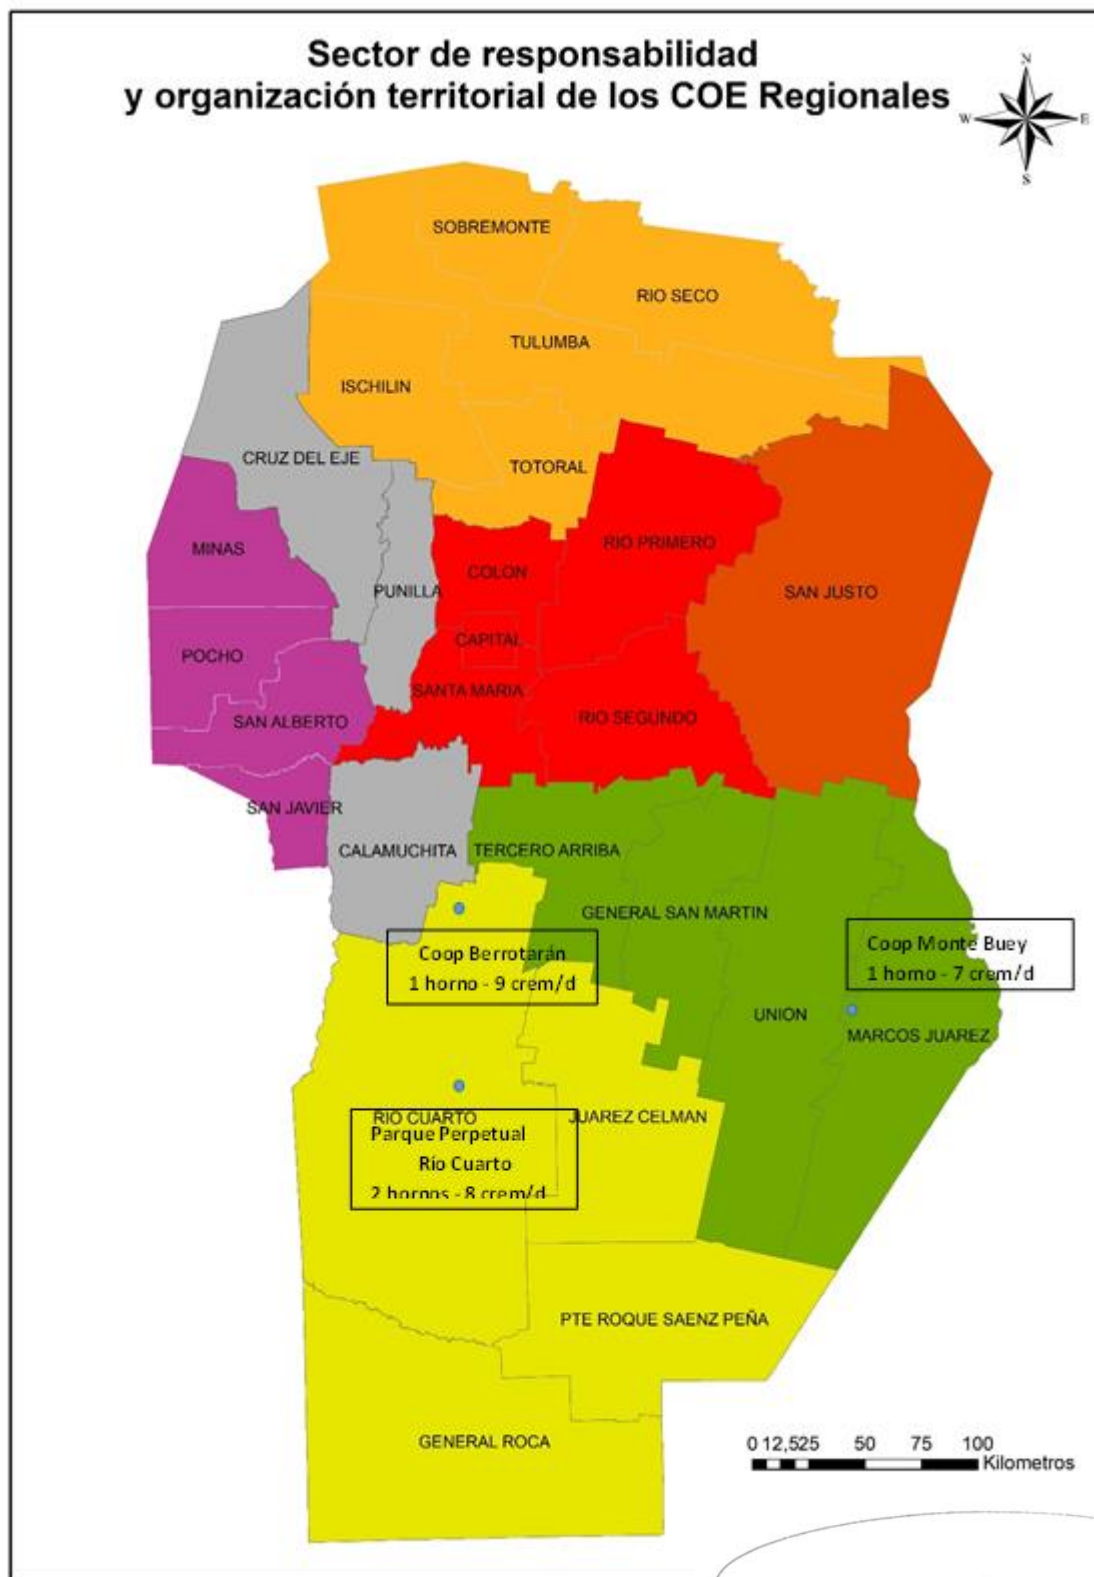 Sector de responsabilidad
y organización territorial de los COE Regionales
N
W
E
S
SOBREMONTE
RIO SECO
TULUMBA
ISCHILIN
CRUZ DEL EJE
TOTORAL
MINAS
RIO PRIMERO
COLON
PUNILLA
SAN JUSTO
CAPITAL
POCHO
SANTA MARIA
SAN ALBERTO
RIO SEGUNDO
SAN JAVIER
CALAMUCHITA
TERCERO ARRIBA
GENERAL SAN MARTIN
Coop Berrotarán
1 horno - 9 crem/d
Coop Monte Buey
1 horno - 7 crem/d
UNION
MARCOS JUAREZ
RIO CUARTO
JUAREZ CELMAN
Parque Perpetual
Río Cuarto
2 hornos - 8 crem/d
PTE ROQUE SAENZ PEÑA
GENERAL ROCA
0 12,525 50 75 100
Kilometros